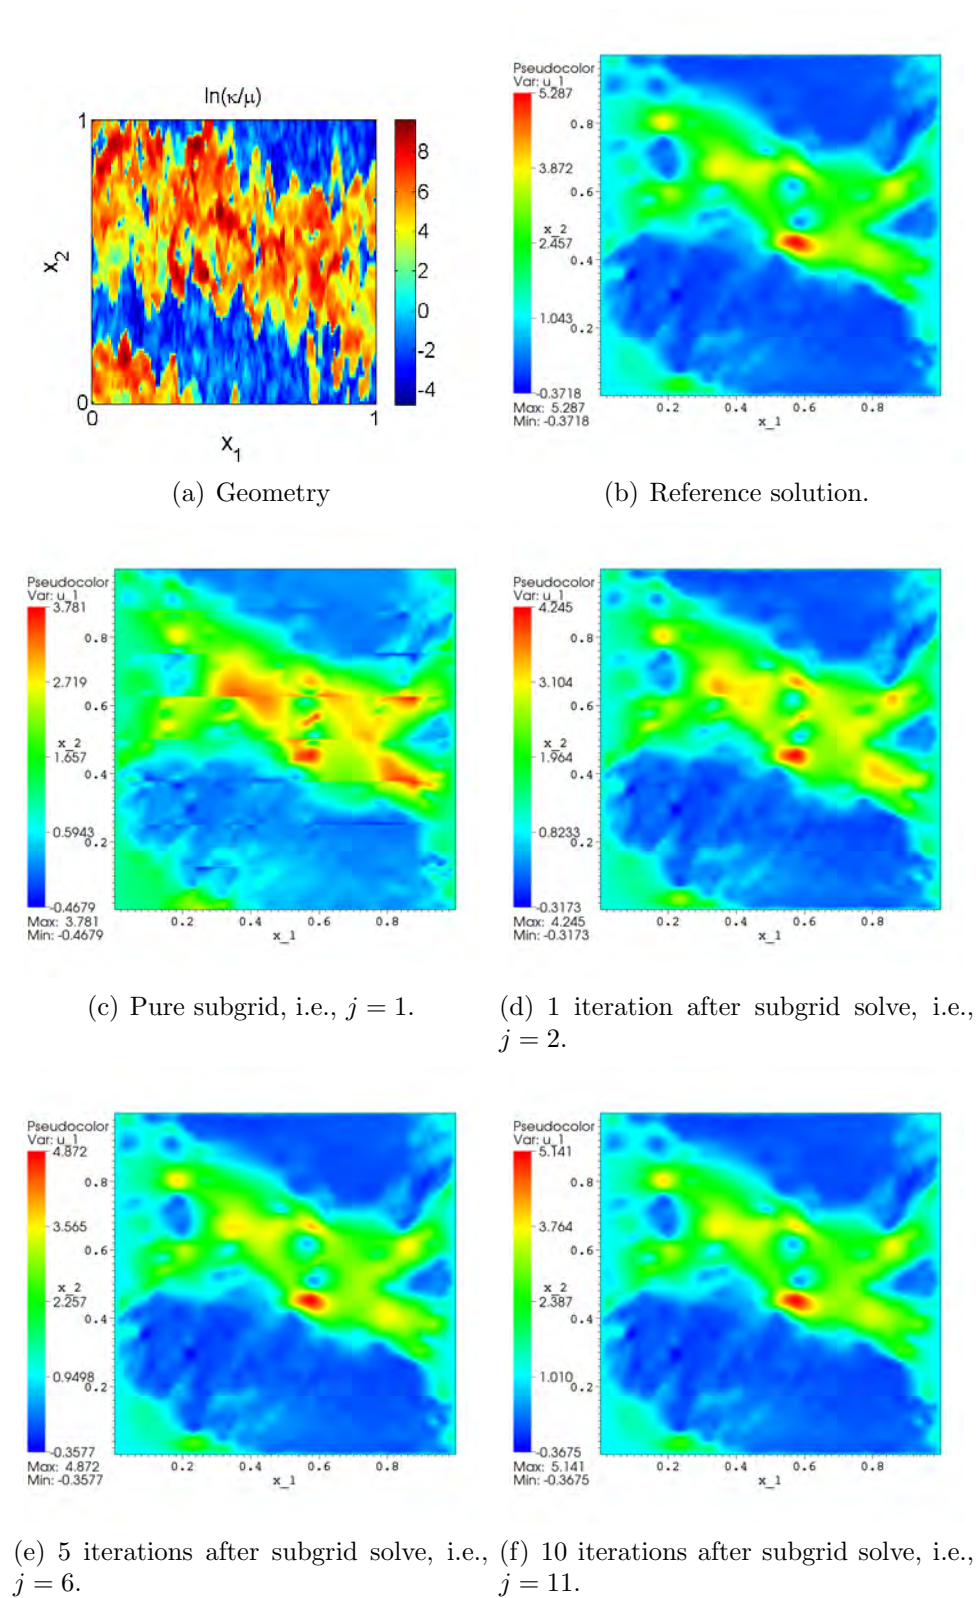 ln(κ/μ)
1
x_2
0
0
1
x_1
8
6
4
2
0
-2
-4
(a) Geometry
Pseudocolor
Var: u_1
5.287
3.872
2.457
1.043
-0.3718
Max: 5.287
Min: -0.3718
0.8
0.6
x_2
0.4
0.2
0.2 0.4 0.6 0.8
x_1
(b) Reference solution.
Pseudocolor
Var: u_1
3.781
2.719
1.657
0.5943
-0.4679
Max: 3.781
Min: -0.4679
0.8
0.6
x_2
0.4
0.2
0.2 0.4 0.6 0.8
x_1
(c) Pure subgrid, i.e., j = 1.
Pseudocolor
Var: u_1
4.245
3.104
1.964
0.8233
-0.3173
Max: 4.245
Min: -0.3173
0.8
0.6
x_2
0.4
0.2
0.2 0.4 0.6 0.8
x_1
(d) 1 iteration after subgrid solve, i.e.,
j = 2.
Pseudocolor
Var: u_1
4.872
3.565
2.257
0.9498
-0.3577
Max: 4.872
Min: -0.3577
0.8
0.6
x_2
0.4
0.2
0.2 0.4 0.6 0.8
x_1
(e) 5 iterations after subgrid solve, i.e.,
j = 6.
Pseudocolor
Var: u_1
5.141
3.764
2.387
1.010
-0.3675
Max: 5.141
Min: -0.3675
0.8
0.6
x_2
0.4
0.2
0.2 0.4 0.6 0.8
x_1
(f) 10 iterations after subgrid solve, i.e.,
j = 11.